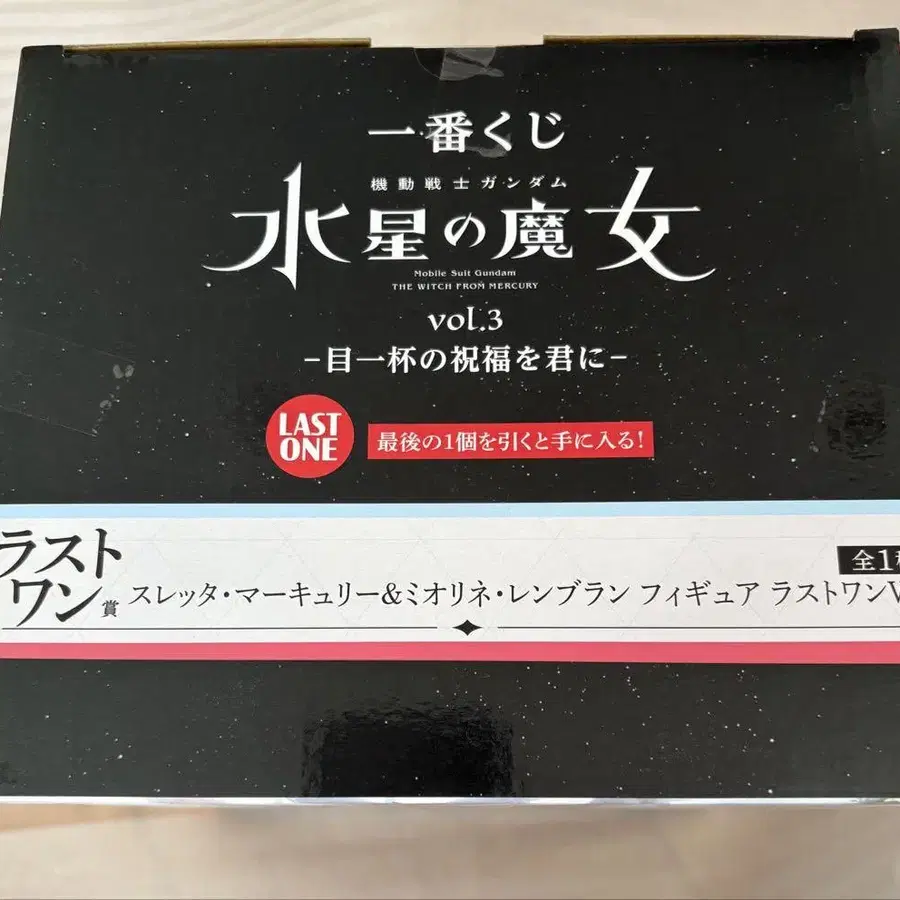 一番くじ
機動戦士ガンダム
水星の魔女
Mobile Suit Gundam
THE WITCH FROM MERCURY
vol.3
-目一杯の祝福を君に-
LAST
ONE
最後の1個を引くと手に入る!
ラスト
ワン賞
スレッタ・マーキュリー&ミオリネ・レンブラン フィギュア ラストワンV
全1種